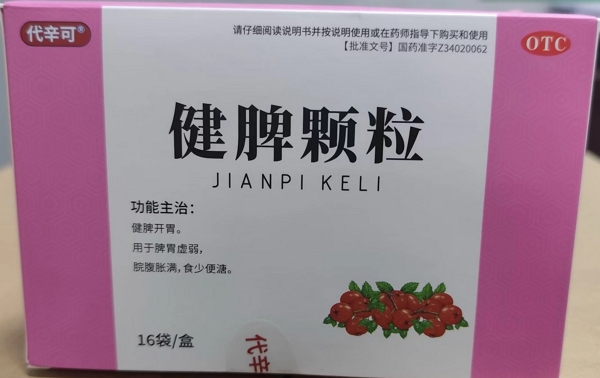 代辛可®
请仔细阅读说明书并按说明使用或在药师指导下购买和使用
【批准文号】国药准字Z34020062
OTC
健脾颗粒
JIANPI KELI
功能主治：
健脾开胃。
用于脾胃虚弱，
脘腹胀满，食少便溏。
16袋/盒
代辛